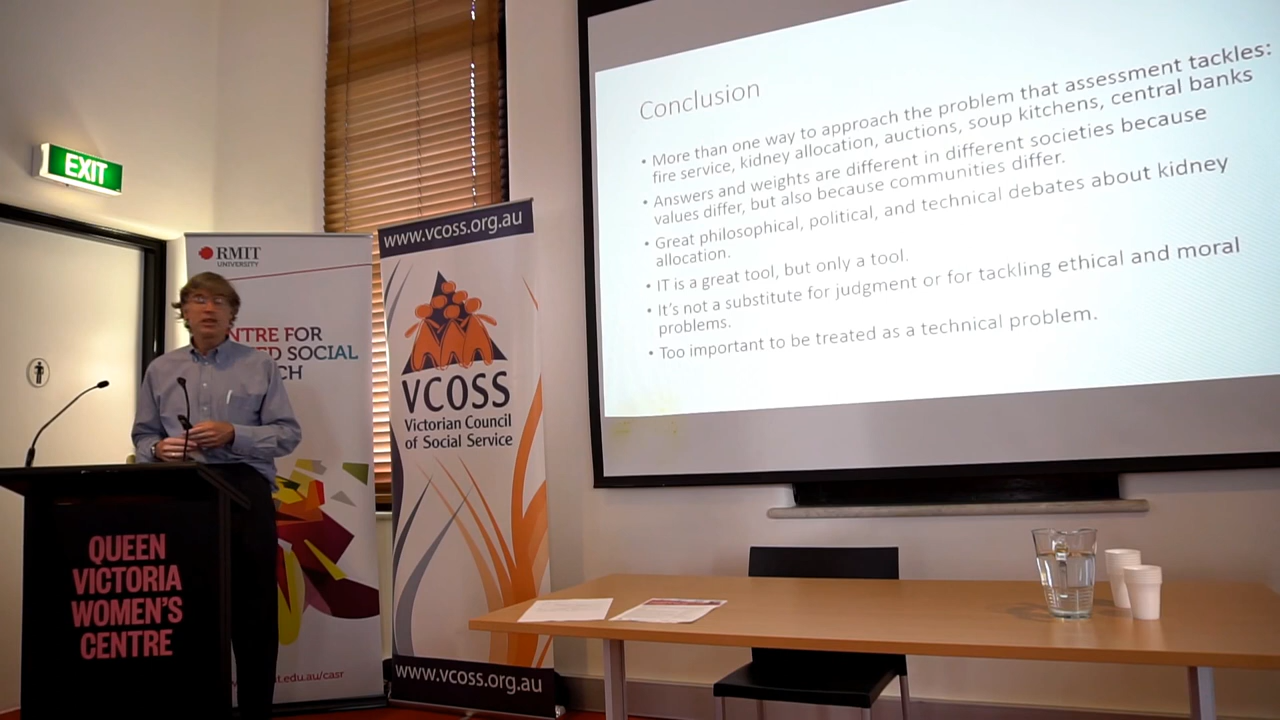 EXIT
RMIT
UNIVERSITY
NTRE FOR
ED SOCIAL
CH
t.edu.au/casr
www.vcoss.org.au
VCOSS
Victorian Council
of Social Service
www.vcoss.org.au
QUEEN
VICTORIA
WOMEN'S
CENTRE
Conclusion
• More than one way to approach the problem that assessment tackles:
fire service, kidney allocation, auctions, soup kitchens, central banks
• Answers and weights are different in different societies because
values differ, but also because communities differ.
• Great philosophical, political, and technical debates about kidney
allocation.
• IT is a great tool, but only a tool.
• It's not a substitute for judgment or for tackling ethical and moral
problems.
• Too important to be treated as a technical problem.